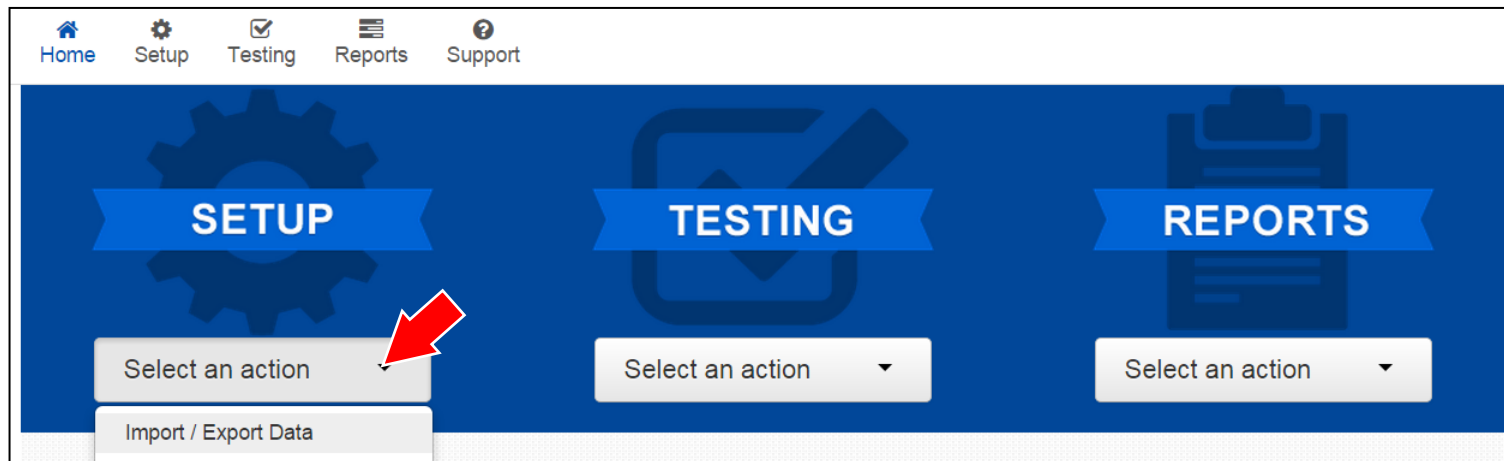 Home Setup Testing Reports Support
SETUP TESTING REPORTS
Select an action Select an action Select an action
Import / Export Data